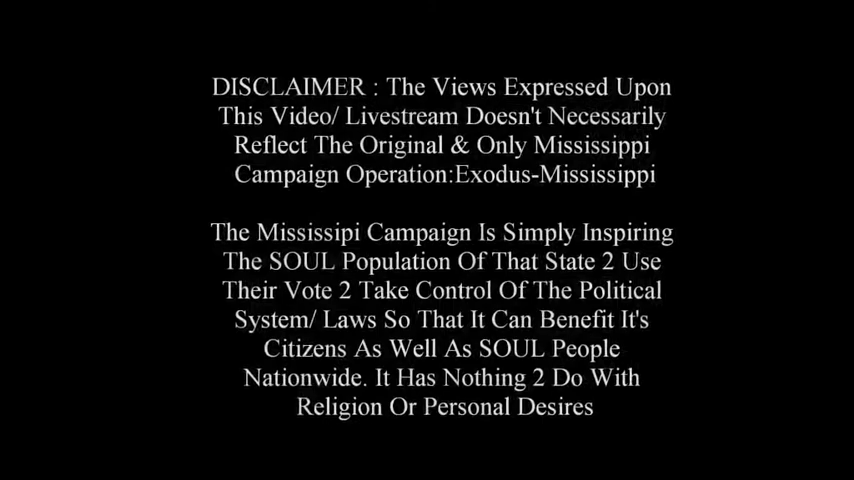 DISCLAIMER : The Views Expressed Upon
This Video/ Livestream Doesn't Necessarily
Reflect The Original & Only Mississippi
Campaign Operation:Exodus-Mississippi
The Mississipi Campaign Is Simply Inspiring
The SOUL Population Of That State 2 Use
Their Vote 2 Take Control Of The Political
System/ Laws So That It Can Benefit It's
Citizens As Well As SOUL People
Nationwide. It Has Nothing 2 Do With
Religion Or Personal Desires